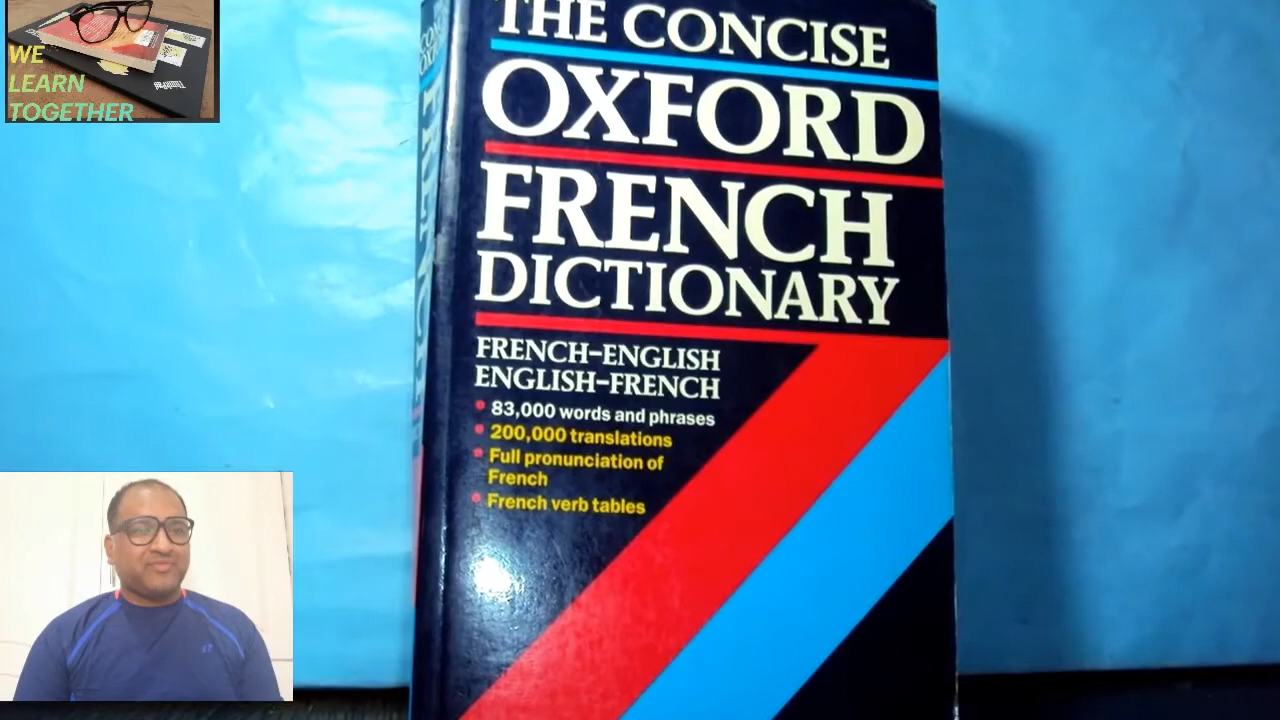 WE
LEARN
TOGETHER
ThinkPad
THE CONCISE
OXFORD
FRENCH
DICTIONARY
FRENCH–ENGLISH
ENGLISH–FRENCH
83,000 words and phrases
200,000 translations
Full pronunciation of
French
French verb tables